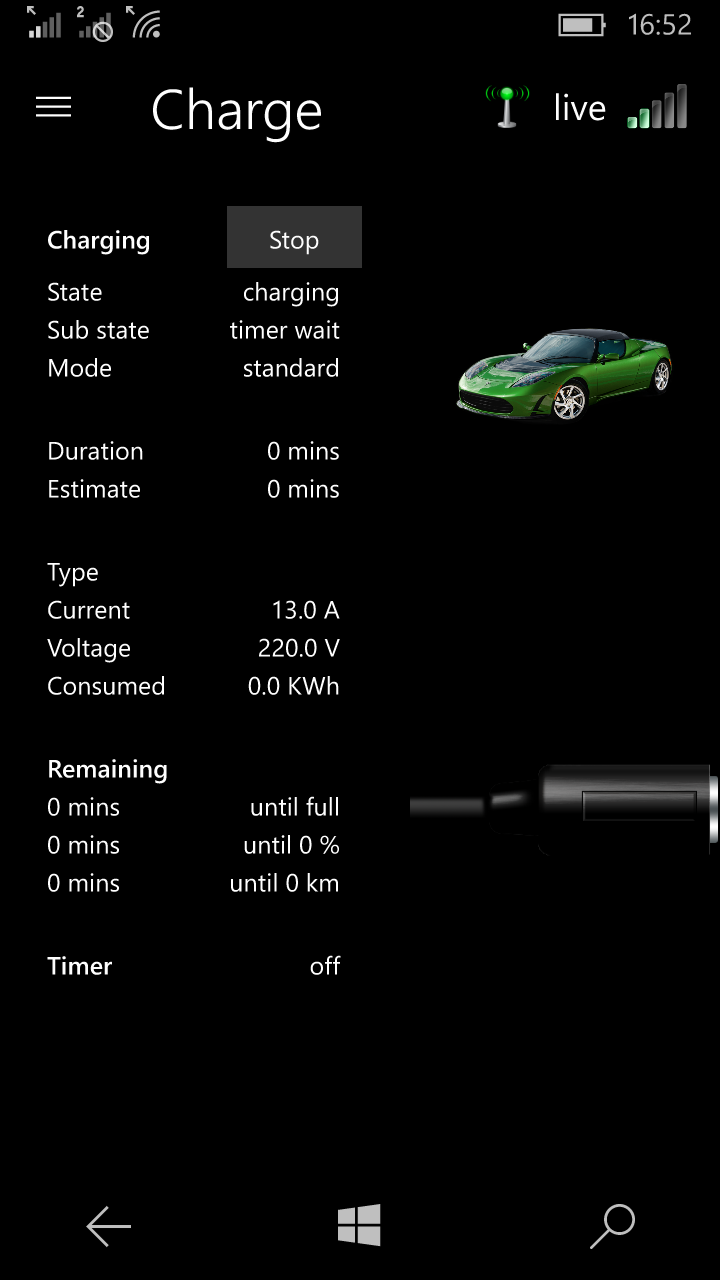 2
16:52
Charge
live
Charging Stop
State charging
Sub state timer wait
Mode standard
Duration 0 mins
Estimate 0 mins
Type
Current 13.0 A
Voltage 220.0 V
Consumed 0.0 KWh
Remaining
0 mins until full
0 mins until 0 %
0 mins until 0 km
Timer off